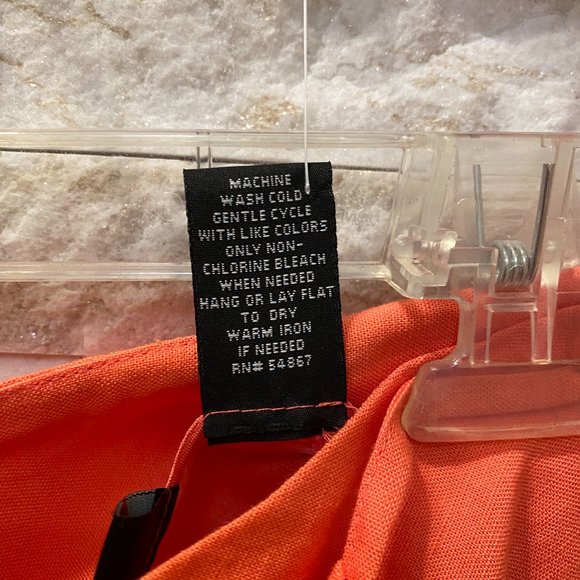 MACHINE
WASH COLD
GENTLE CYCLE
WITH LIKE COLORS
ONLY NON-
CHLORINE BLEACH
WHEN NEEDED
HANG OR LAY FLAT
TO DRY
WARM IRON
IF NEEDED
RN# 54867